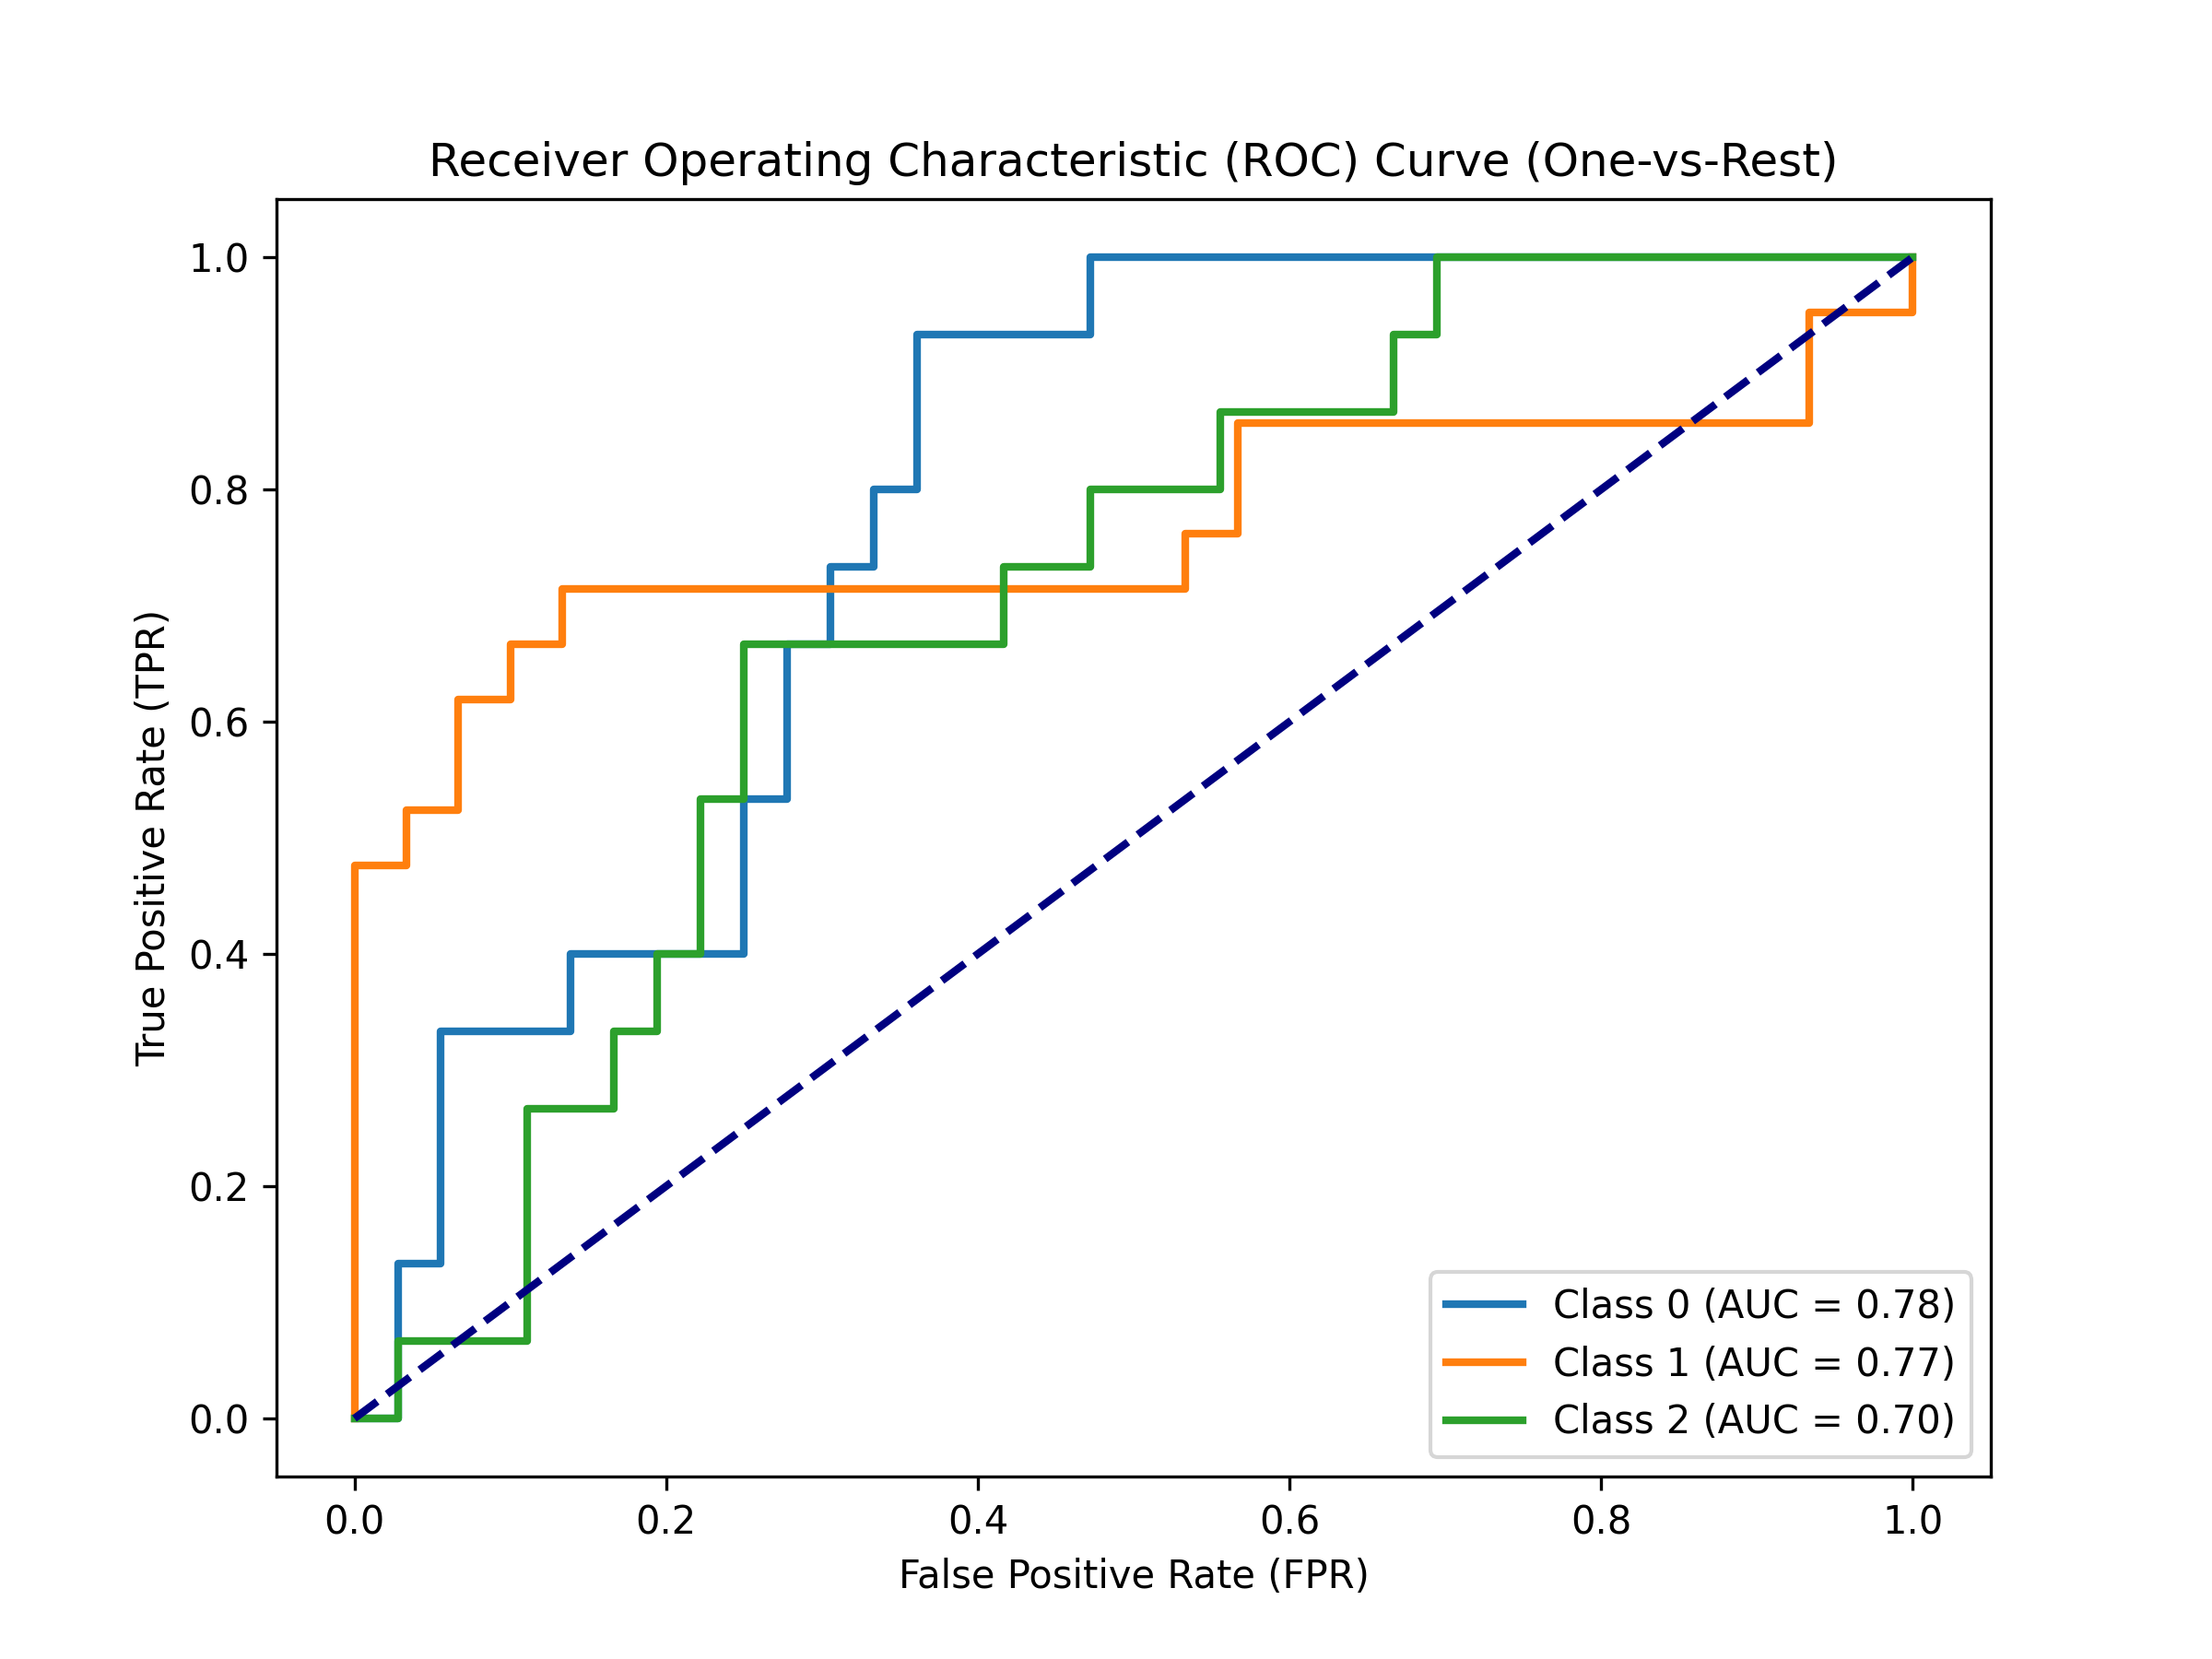 Receiver Operating Characteristic (ROC) Curve (One-vs-Rest)
1.0
0.8
0.6
0.4
0.2
0.0
True Positive Rate (TPR)
Class 0 (AUC = 0.78)
Class 1 (AUC = 0.77)
Class 2 (AUC = 0.70)
0.0 0.2 0.4 0.6 0.8 1.0
False Positive Rate (FPR)